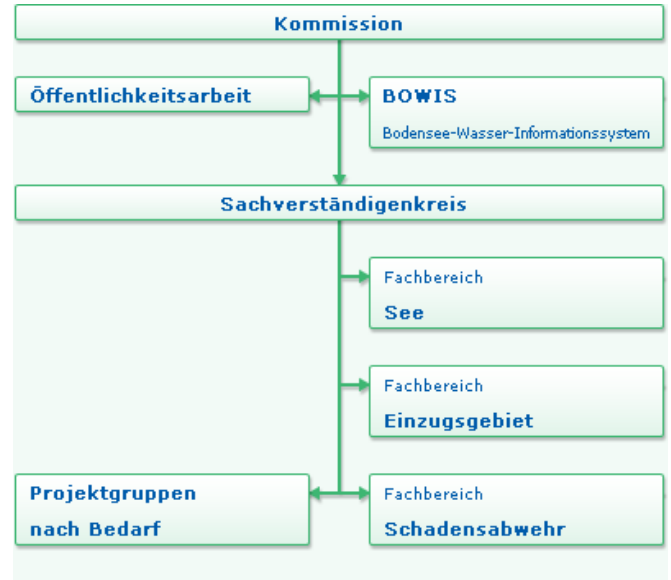 Kommission
Öffentlichkeitsarbeit
BOWIS
Bodensee-Wasser-Informationssystem
Sachverständigenkreis
Fachbereich
See
Fachbereich
Einzugsgebiet
Projektgruppen
nach Bedarf
Fachbereich
Schadensabwehr